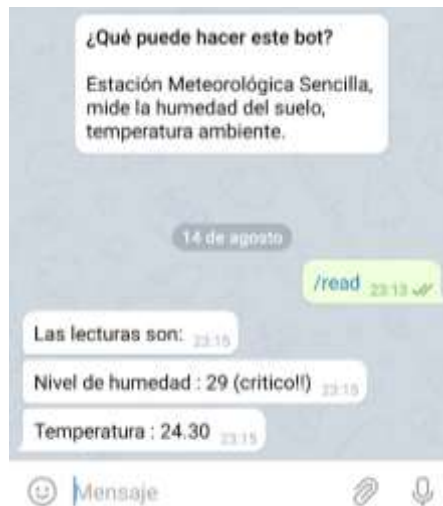 ¿Qué puede hacer este bot?
Estación Meteorológica Sencilla,
mide la humedad del suelo,
temperatura ambiente.
14 de agosto
/read 23:13
Las lecturas son: 23:15
Nivel de humedad : 29 (critico!!) 23:15
Temperatura : 24.30 23:15
Mensaje